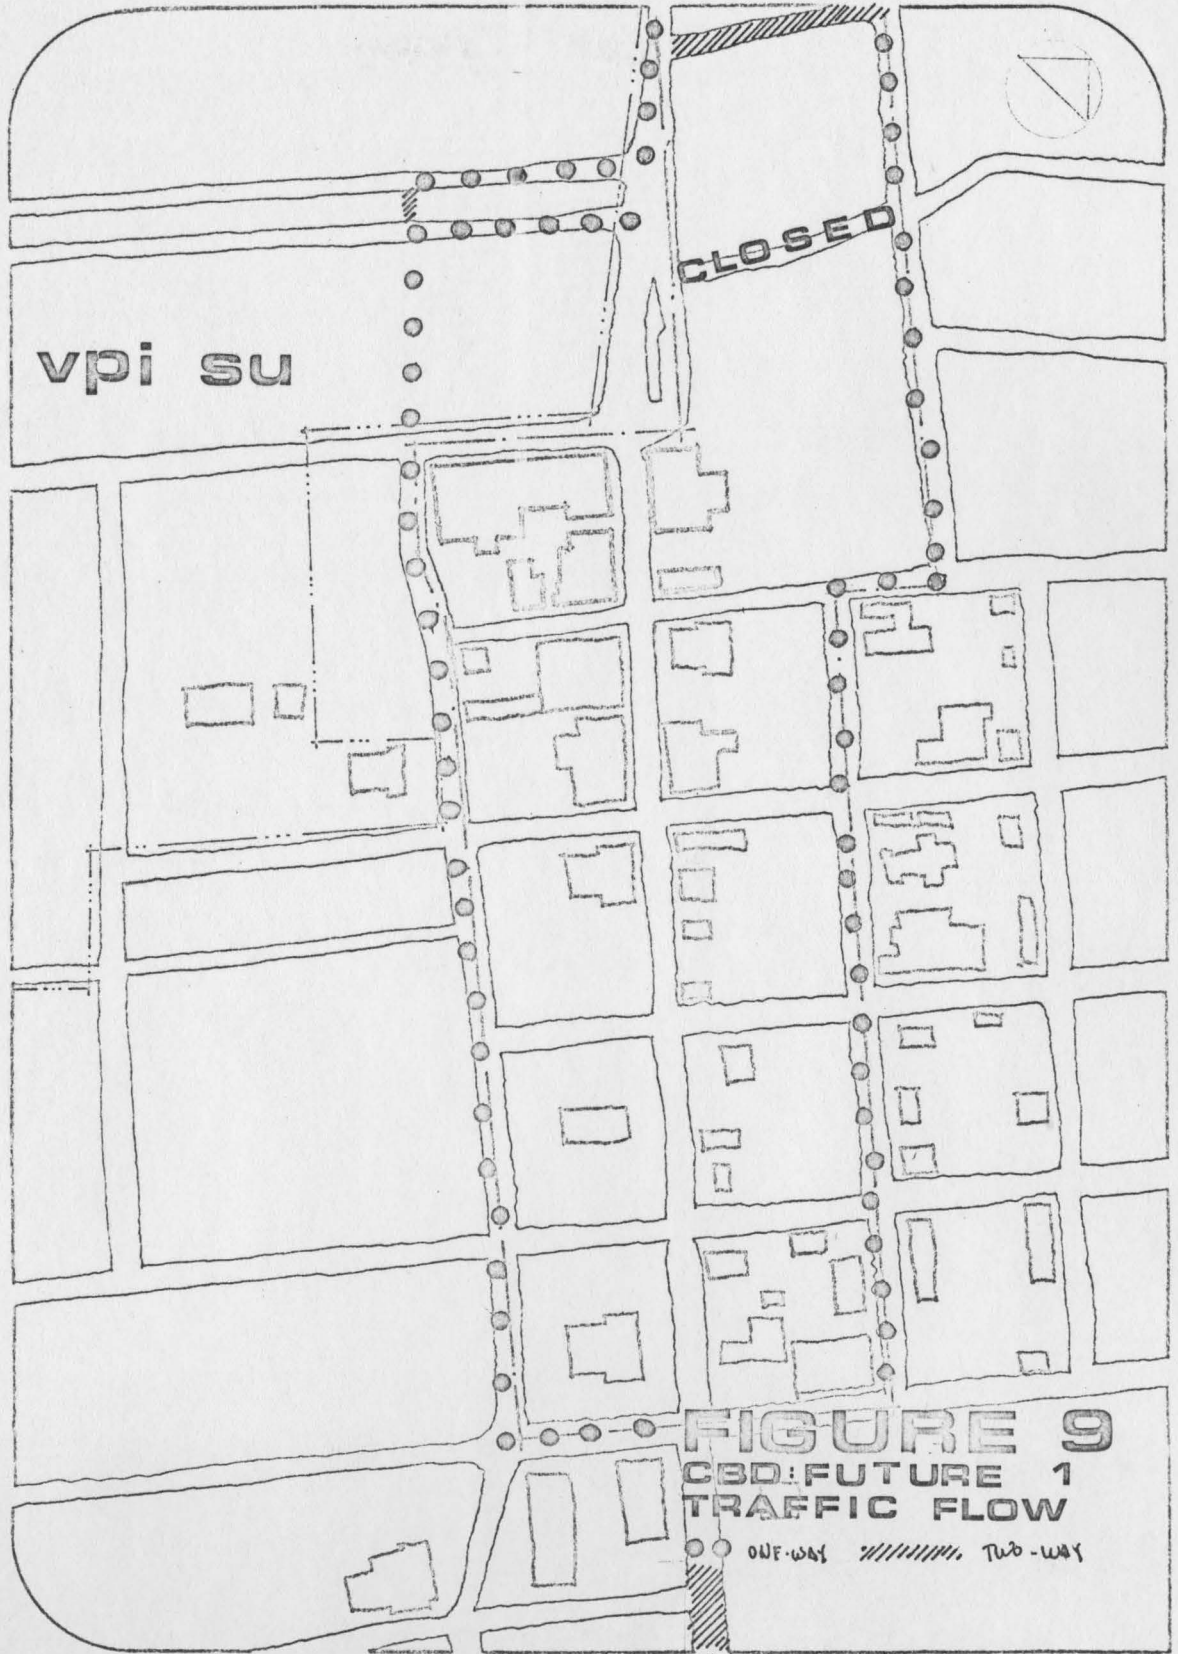 CLOSED
vpi su
FIGURE 9
CBD:FUTURE 1
TRAFFIC FLOW
ONE-WAY TWO-WAY